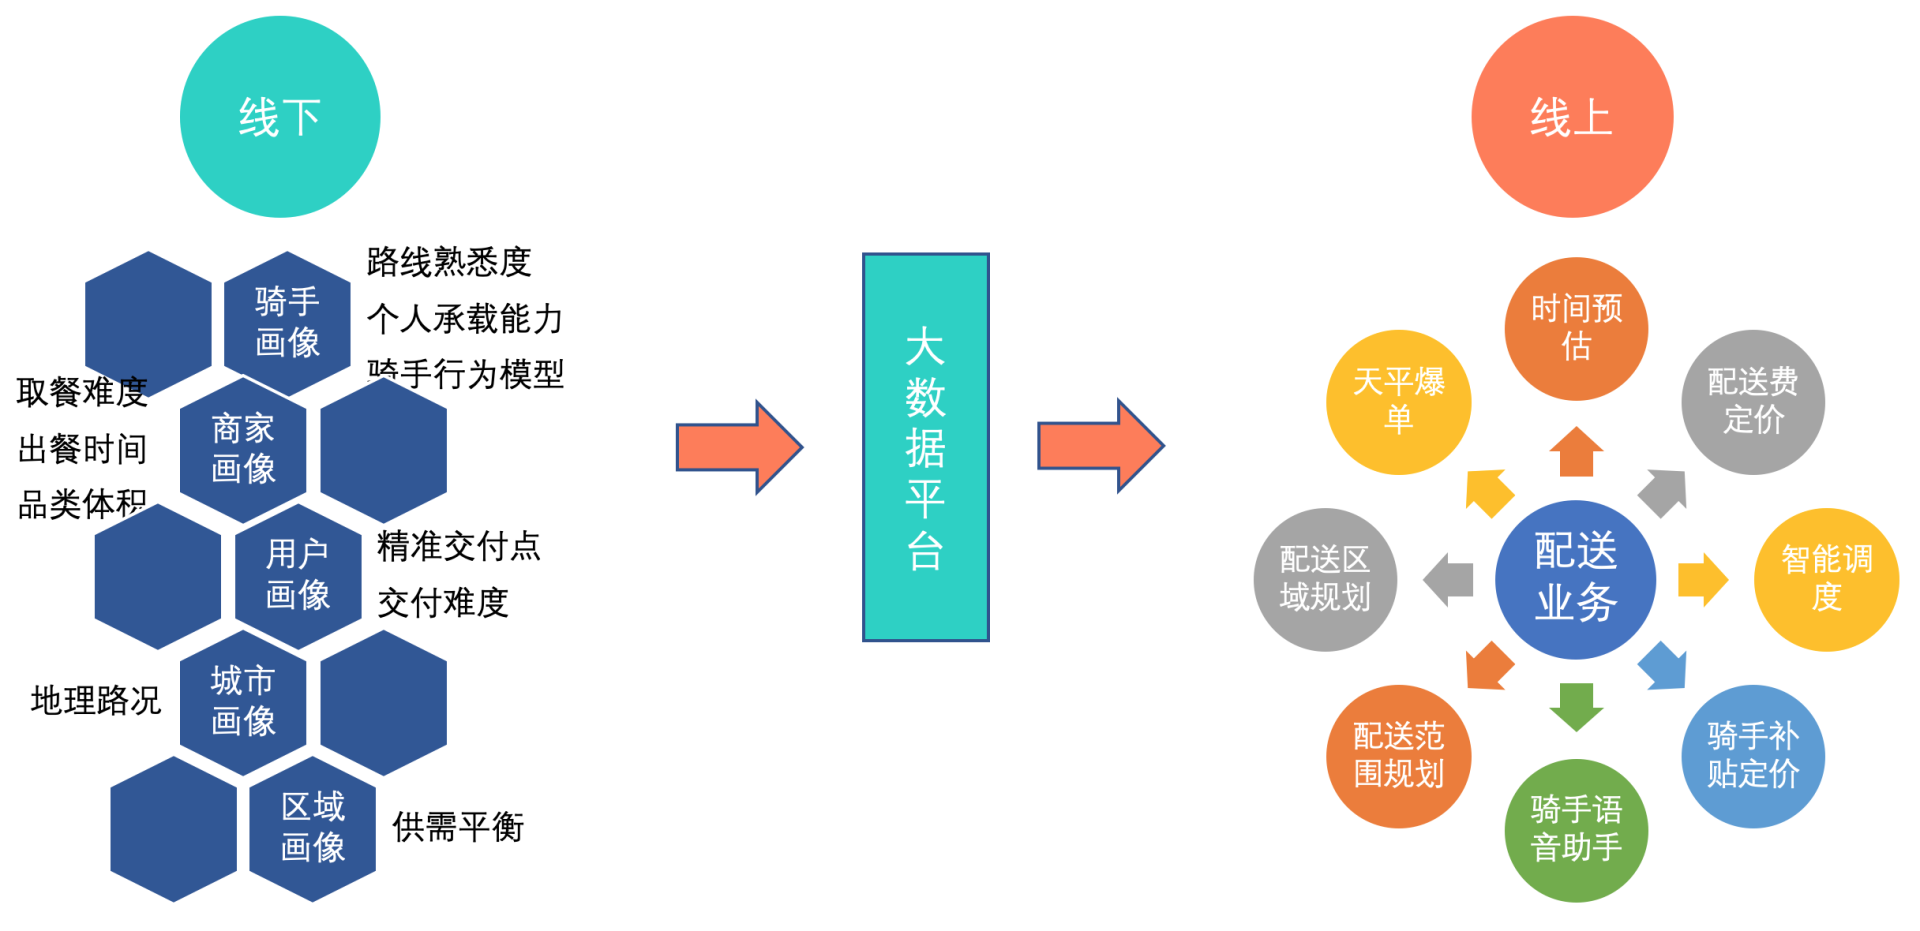 线下
骑手
画像
路线熟悉度
个人承载能力
骑手行为模型
取餐难度
出餐时间
品类体积
商家
画像
用户
画像
精准交付点
交付难度
地理路况
城市
画像
区域
画像
供需平衡
大
数
据
平
台
线上
时间预
估
配送费
定价
智能调
度
骑手补
贴定价
骑手语
音助手
配送范
围规划
配送区
域规划
天平爆
单
配送
业务